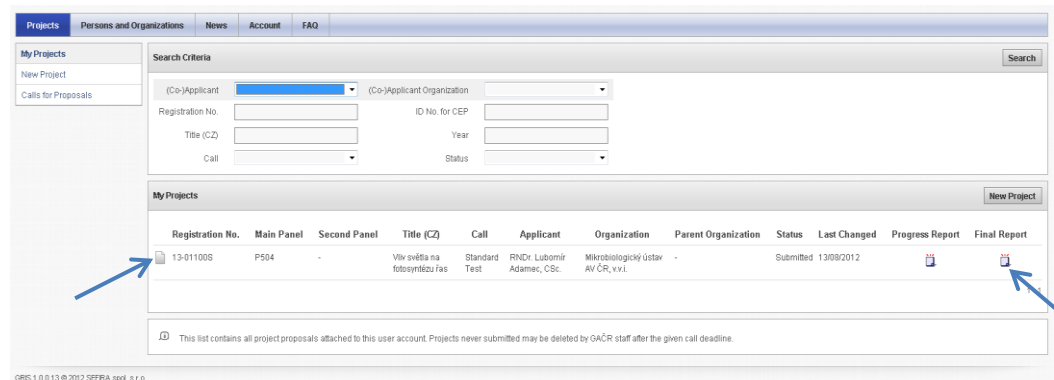 Projects Persons and Organizations News Account FAQ
My Projects
New Project
Calls for Proposals
Search Criteria Search
(Co-)Applicant (Co-)Applicant Organization
Registration No. ID No. for CEP
Title (CZ) Year
Call Status
My Projects New Project
Registration No. Main Panel Second Panel Title (CZ) Call Applicant Organization Parent Organization Status Last Changed Progress Report Final Report
13-01100S P504 - Vliv světla na Standard RNDr. Lubomír Mikrobiologický ústav - Submitted 13/08/2012
fotosyntézu řas Test Adamec, CSc. AV ČR, v.v.i.
This list contains all project proposals attached to this user account. Projects never submitted may be deleted by GAČR staff after the given call deadline.
GRIS 1.0.0.13 © 2012 SEFIRA spol. s r.o.